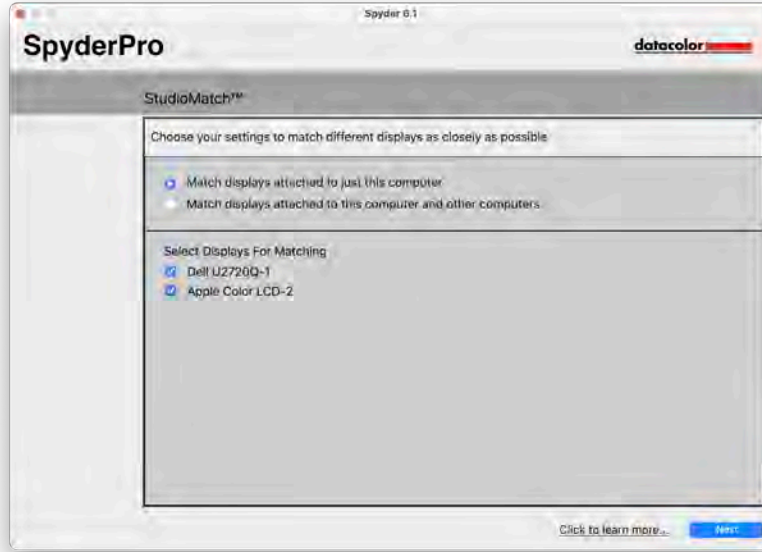 Spyder 6.1
SpyderPro
datacolor
StudioMatch™
Choose your settings to match different displays as closely as possible
Match displays attached to just this computer
Match displays attached to this computer and other computers
Select Displays For Matching
Dell U2720Q-1
Apple Color LCD-2
Click to learn more...
Next